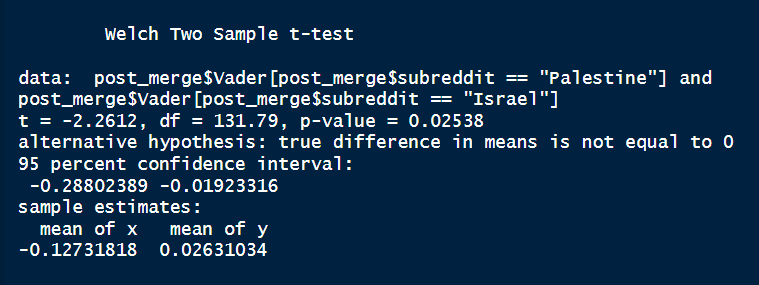 Welch Two Sample t-test
data:  post_merge$Vader[post_merge$subreddit == "Palestine"] and
post_merge$Vader[post_merge$subreddit == "Israel"]
t = -2.2612, df = 131.79, p-value = 0.02538
alternative hypothesis: true difference in means is not equal to 0
95 percent confidence interval:
 -0.28802389 -0.01923316
sample estimates:
  mean of x   mean of y
-0.12731818  0.02631034